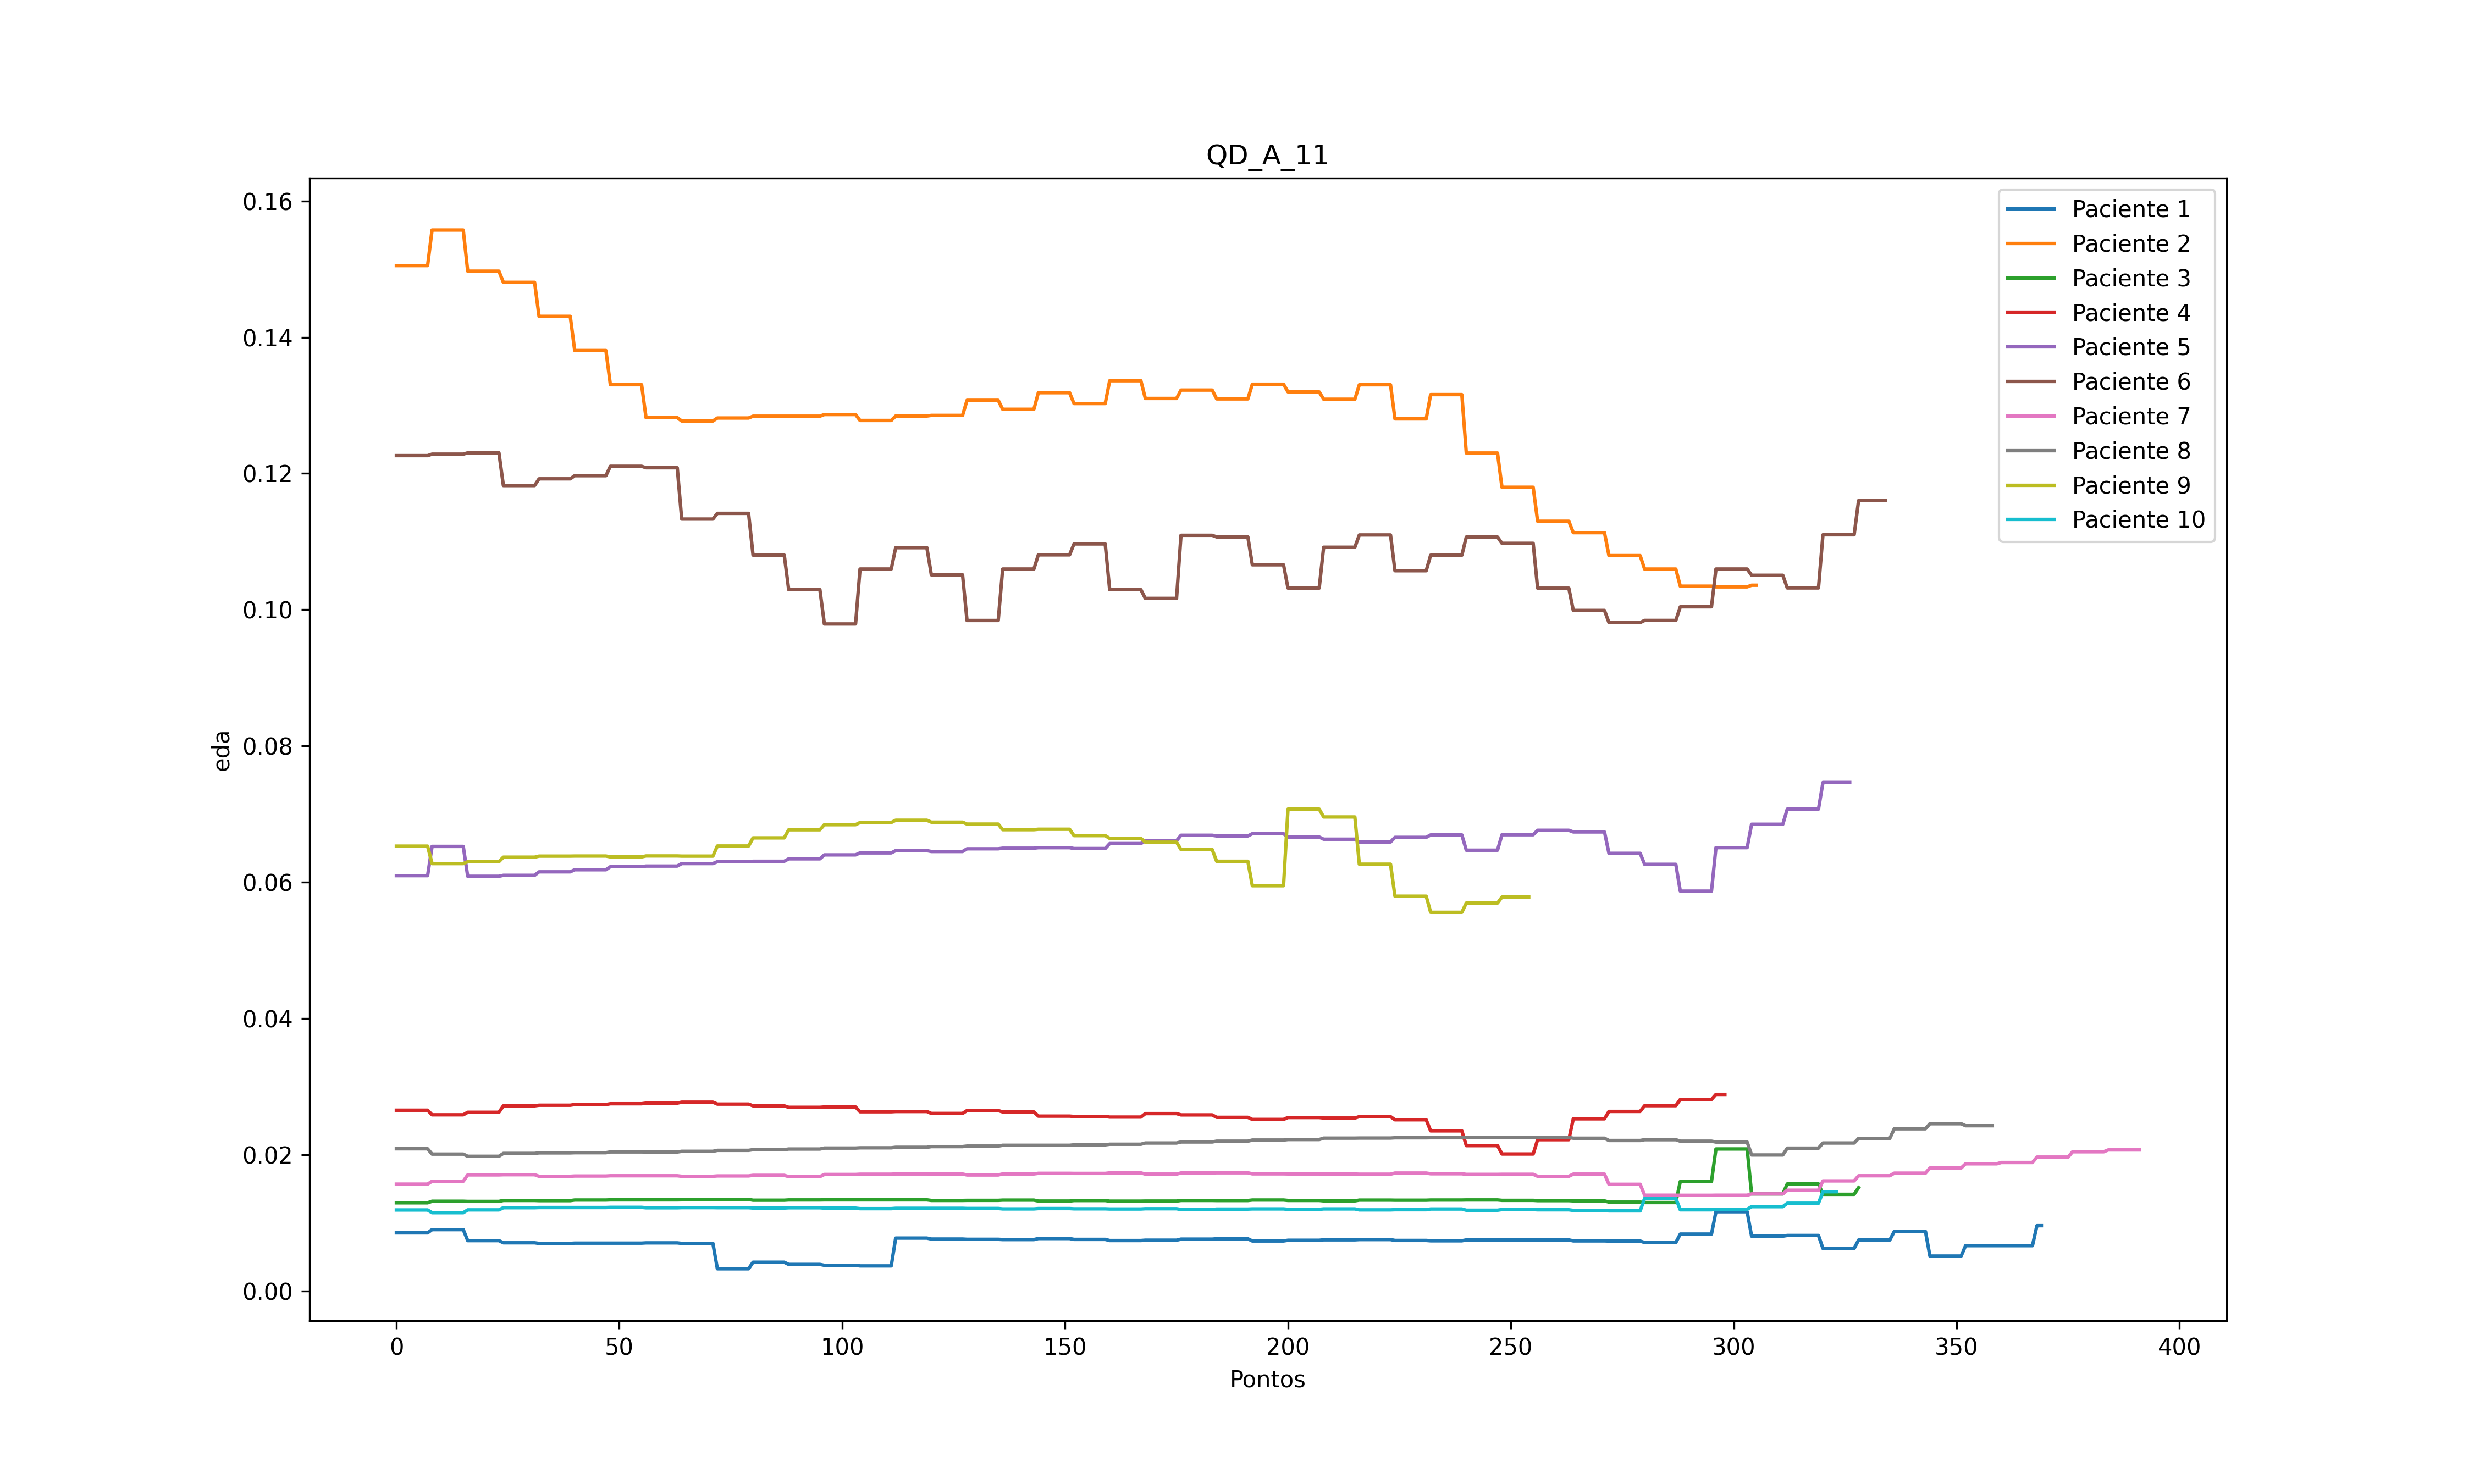 QD_A_11
0.16
0.14
0.12
0.10
0.08
0.06
0.04
0.02
0.00
eda
0 50 100 150 200 250 300 350 400
Pontos
Paciente 1
Paciente 2
Paciente 3
Paciente 4
Paciente 5
Paciente 6
Paciente 7
Paciente 8
Paciente 9
Paciente 10